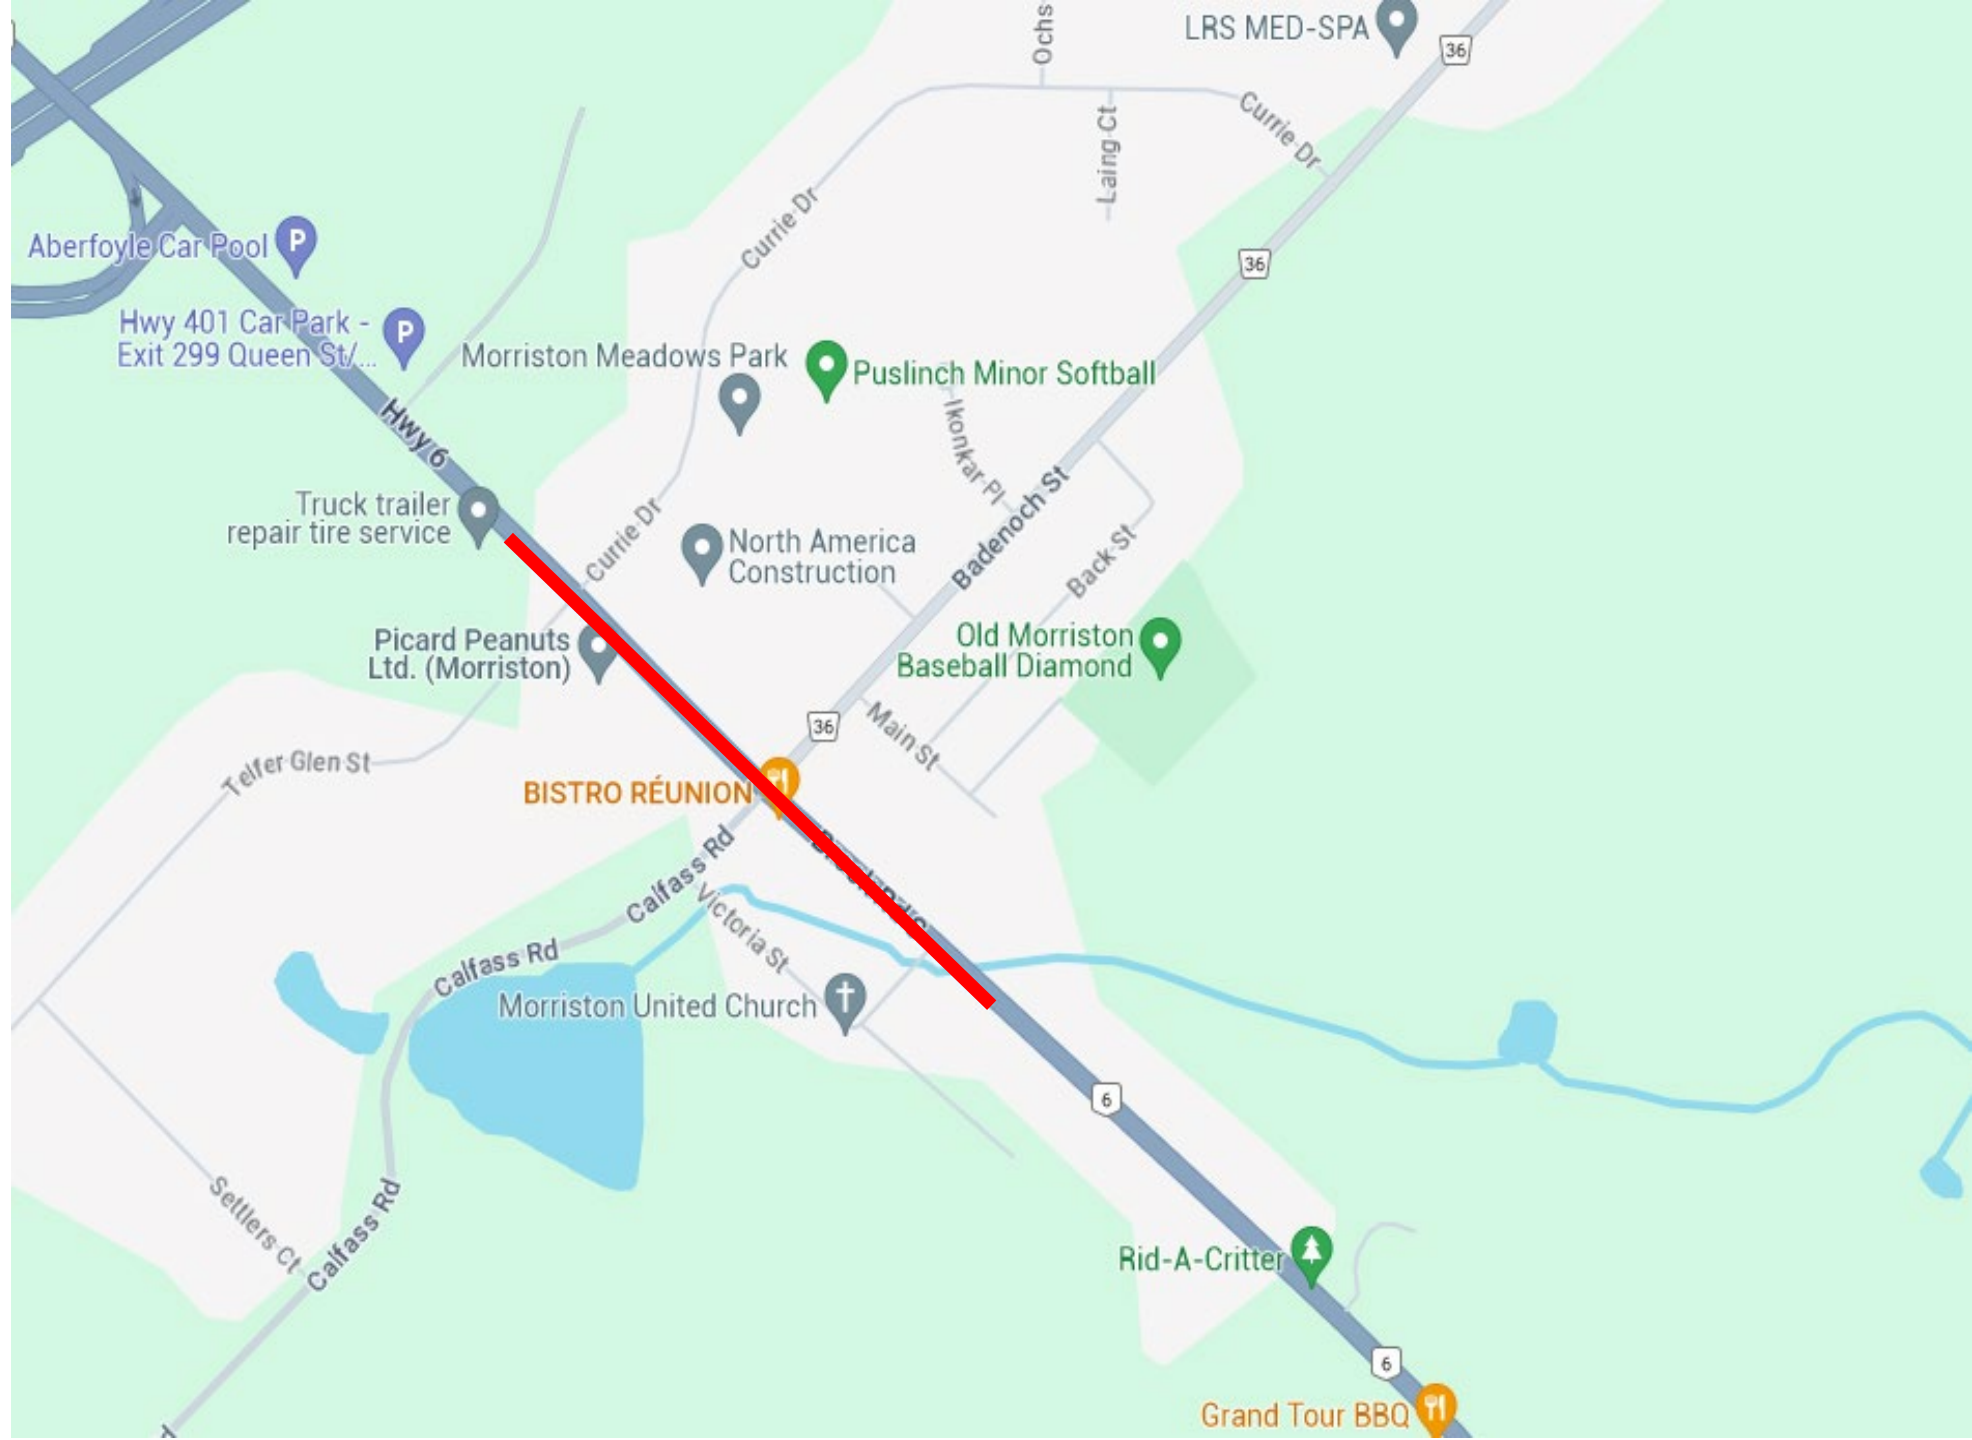 Ochs
LRS MED-SPA
36
Currie Dr
Laing Ct
Currie Dr
Aberfoyle Car Pool
P
36
Hwy 401 Car Park -
Exit 299 Queen St/...
P
Morriston Meadows Park
Puslinch Minor Softball
Hwy 6
Ikonkar Pl
Badenoch St
Truck trailer
repair tire service
Currie Dr
North America
Construction
Back St
Picard Peanuts
Ltd. (Morriston)
Old Morriston
Baseball Diamond
36
Main St
Telfer Glen St
BISTRO RÉUNION
Calfass Rd
Victoria St
Calfass Rd
Morriston United Church
6
Settlers Ct
Calfass Rd
Rid-A-Critter
6
Grand Tour BBQ